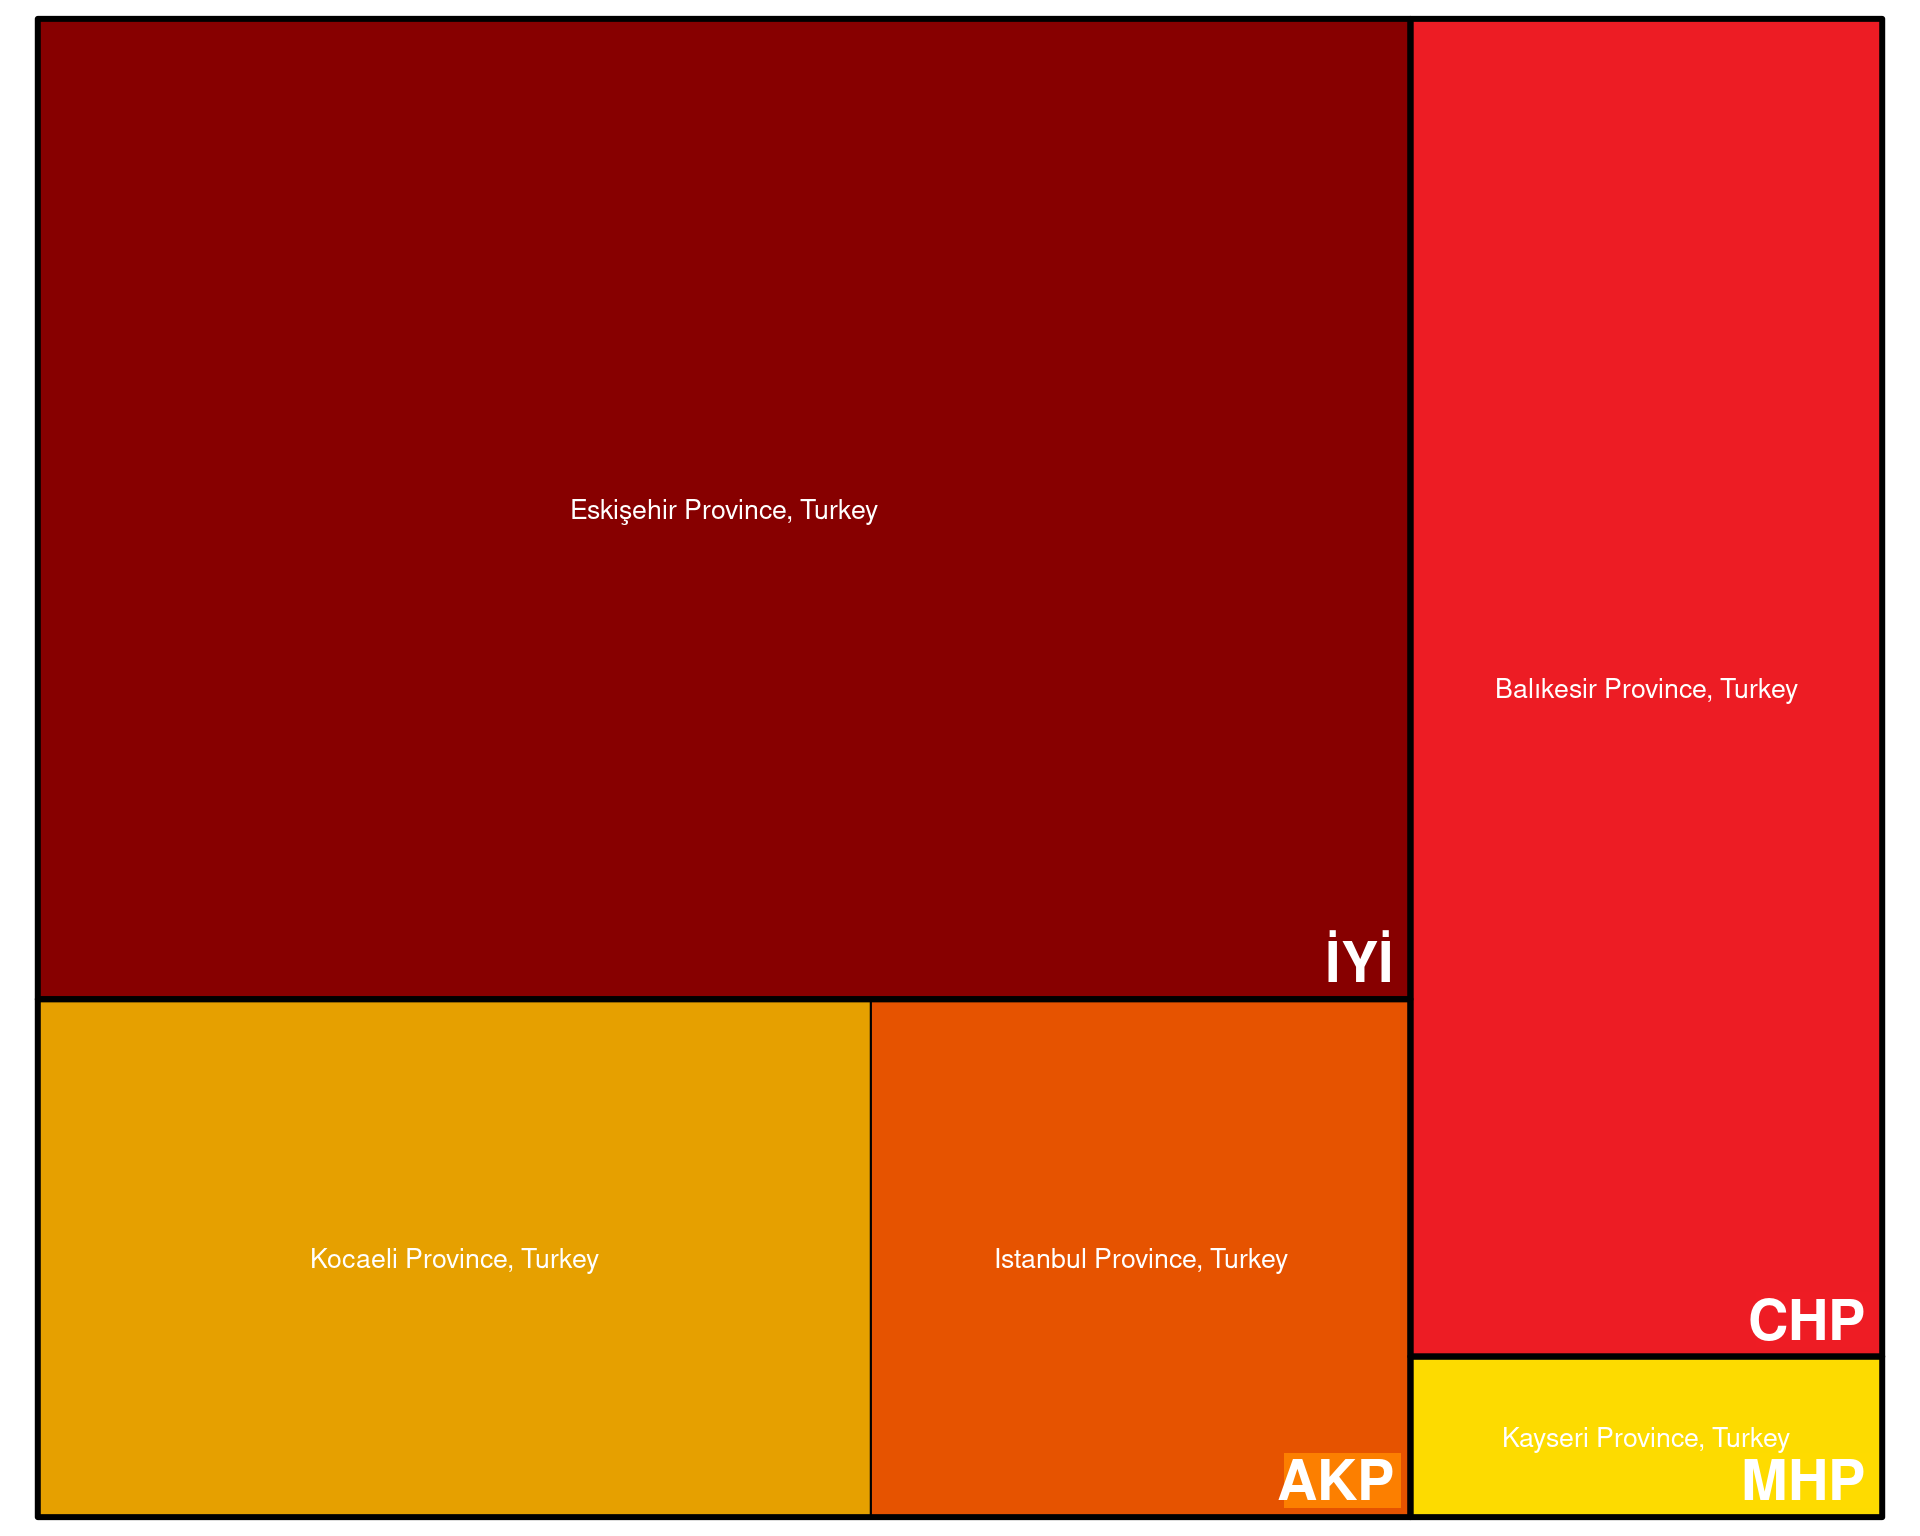 Eskişehir Province, Turkey
İYİ
Balıkesir Province, Turkey
CHP
Kocaeli Province, Turkey
Istanbul Province, Turkey
AKP
Kayseri Province, Turkey
MHP